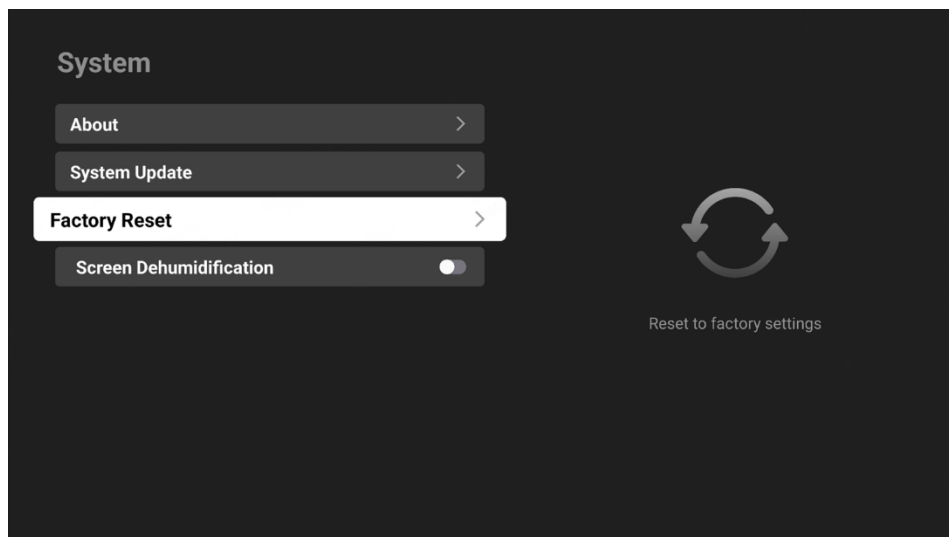 System
About
System Update
Factory Reset
Screen Dehumidification
Reset to factory settings